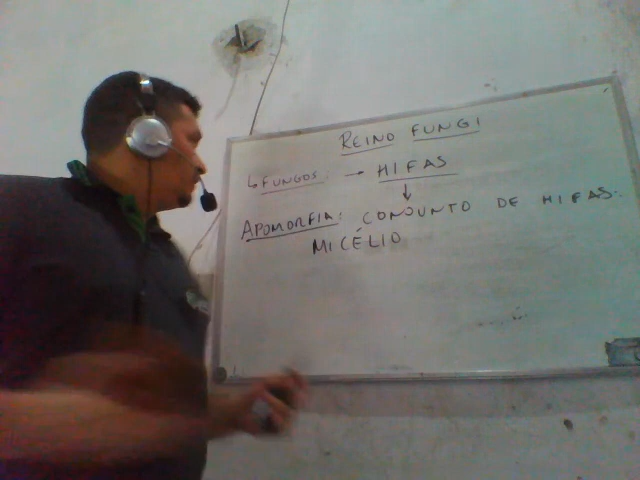 REINO FUNGI
↳ FUNGOS: → HIFAS
↓
APOMORFIA: CONJUNTO DE HIFAS:
MICÉLIO